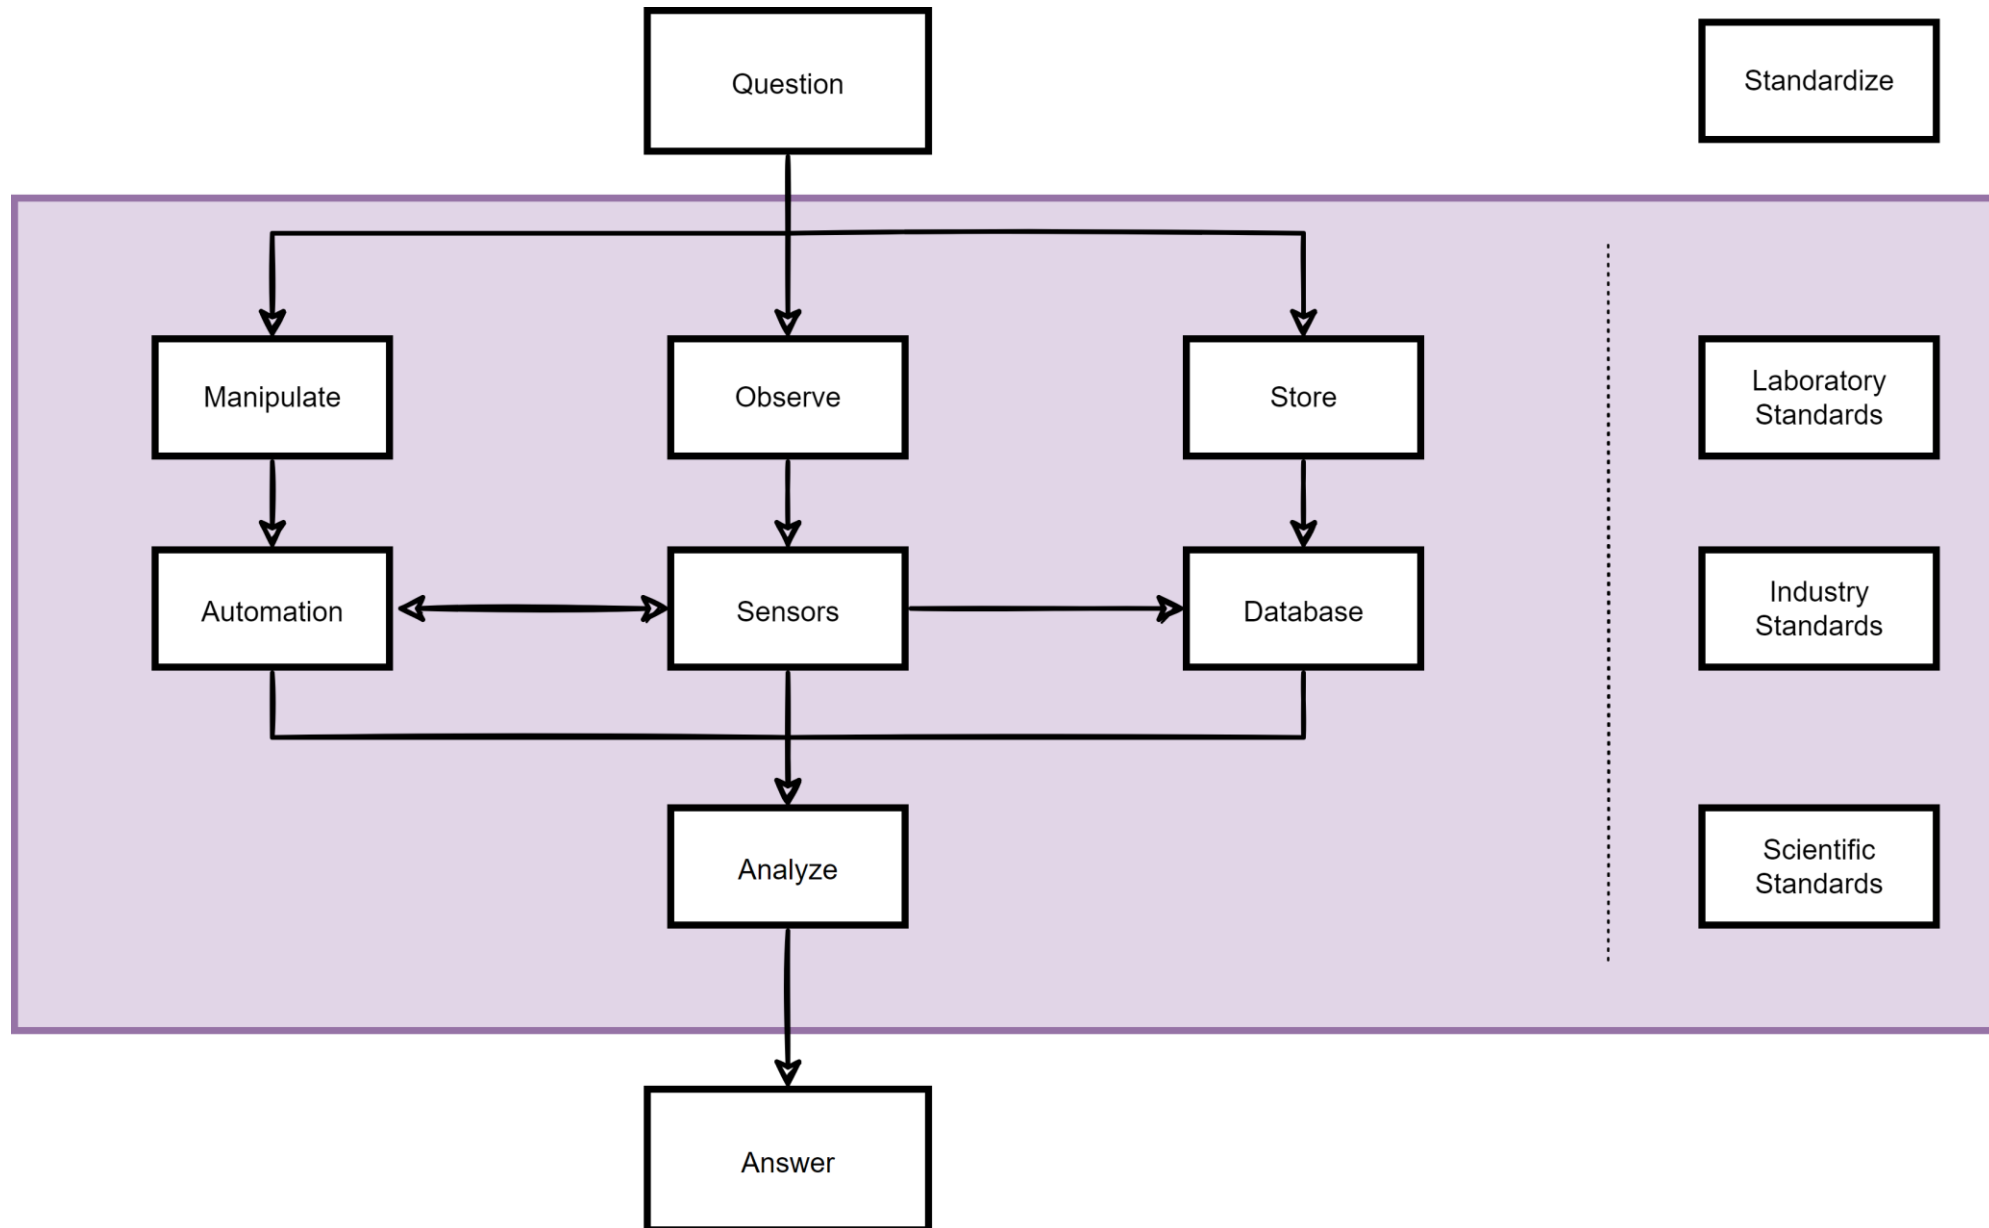 Question
Standardize
Manipulate
Observe
Store
Laboratory
Standards
Automation
Sensors
Database
Industry
Standards
Analyze
Scientific
Standards
Answer